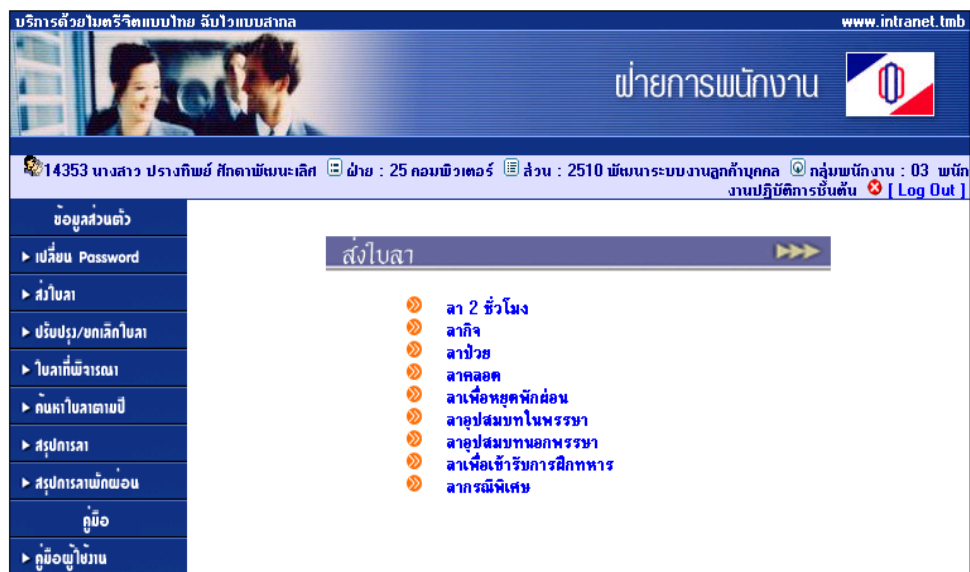 บริการด้วยไมตรีจิตแบบไทย ฉับไวแบบสากล www.intranet.tmb
ฝ่ายการพนักงาน
14353 นางสาว ปรางทิพย์ ศักดาพัฒนะเลิศ ฝ่าย : 25 คอมพิวเตอร์ ส่วน : 2510 พัฒนาระบบงานลูกค้าบุคคล กลุ่มพนักงาน : 03 พนัก
งานปฏิบัติการชั้นต้น [ Log Out ]
ข้อมูลส่วนตัว
เปลี่ยน Password
ส่งใบลา
ปรับปรุง/ยกเลิกใบลา
ใบลาที่พิจารณา
ค้นหาใบลาตามปี
สรุปการลา
สรุปการลาพักผ่อน
คู่มือ
คู่มือผู้ใช้งาน
ส่งใบลา
ลา 2 ชั่วโมง
ลากิจ
ลาป่วย
ลาคลอด
ลาเพื่อหยุดพักผ่อน
ลาอุปสมบทในพรรษา
ลาอุปสมบทนอกพรรษา
ลาเพื่อเข้ารับการฝึกทหาร
ลากรณีพิเศษ